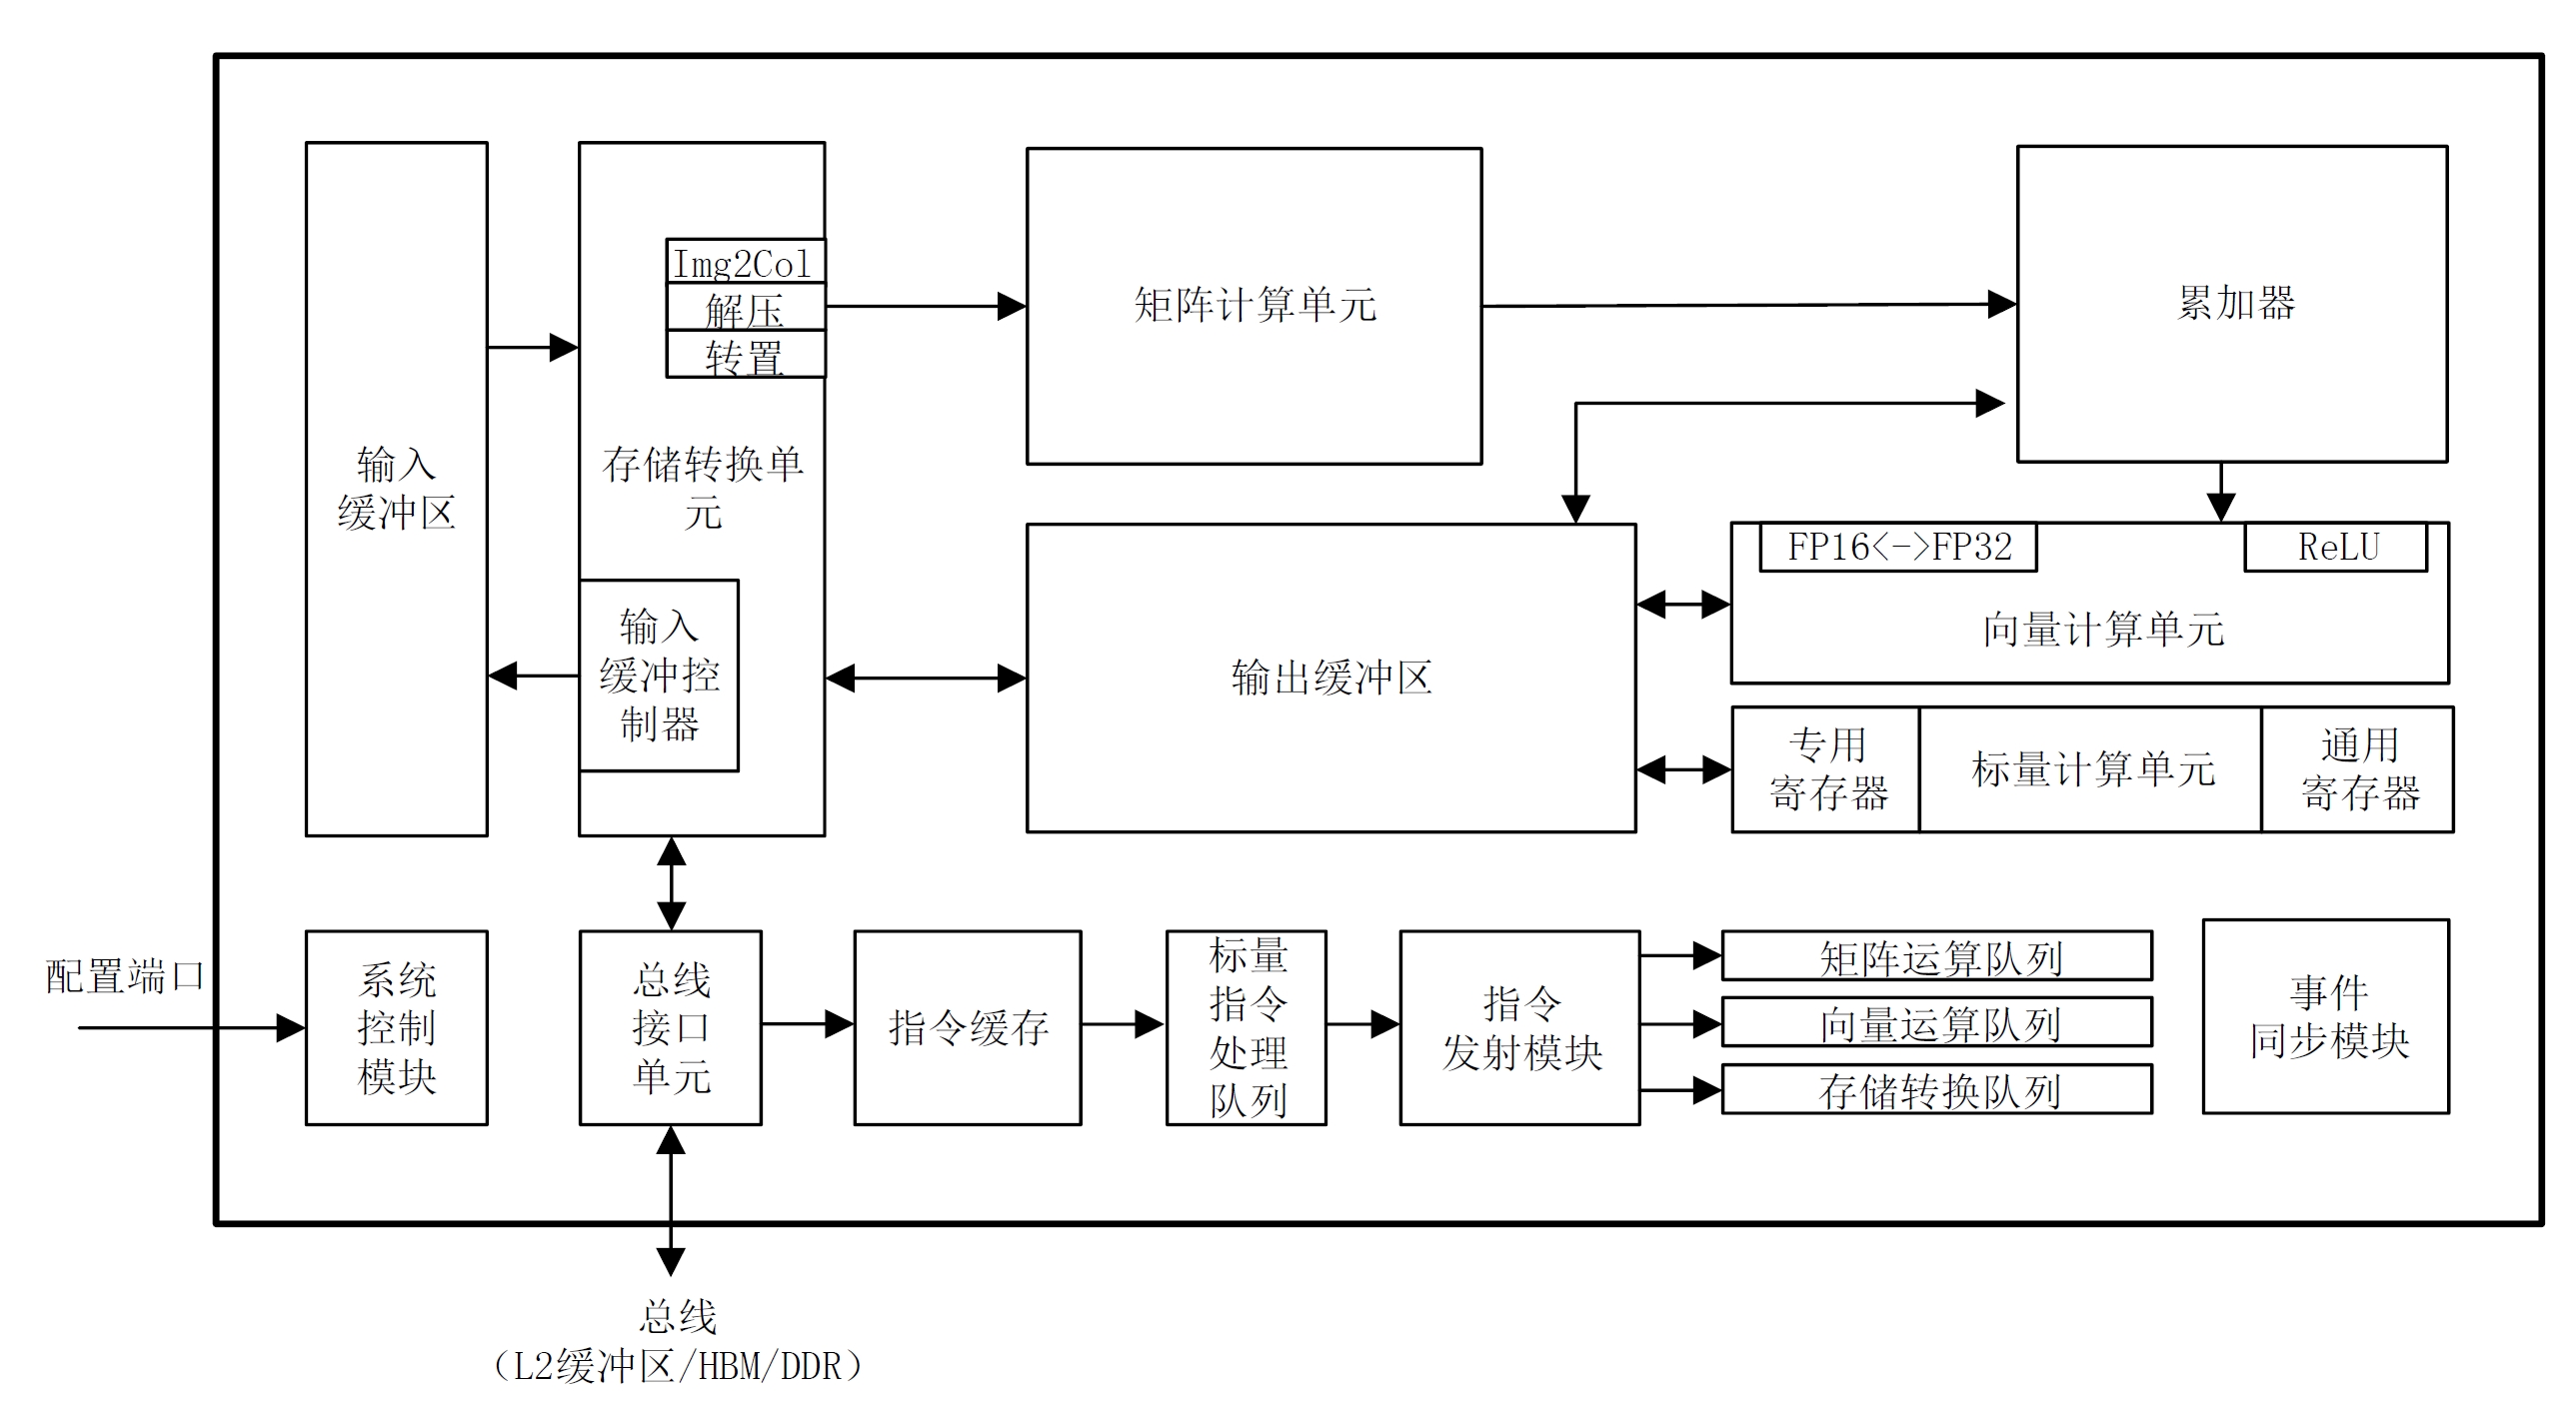 Img2Col
解压
转置
矩阵计算单元
累加器
输入
缓冲区
存储转换单
元
FP16<->FP32
ReLU
向量计算单元
输入
缓冲控
制器
输出缓冲区
专用
寄存器
标量计算单元
通用
寄存器
配置端口
系统
控制
模块
总线
接口
单元
指令缓存
标量
指令
处理
队列
指令
发射模块
矩阵运算队列
向量运算队列
存储转换队列
事件
同步模块
总线
（L2缓冲区/HBM/DDR）